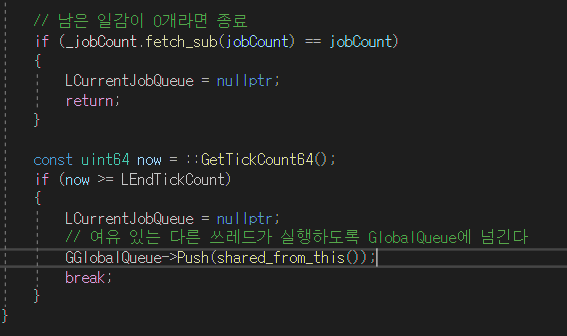 // 남은 일감이 0개라면 종료
if (_jobCount.fetch_sub(jobCount) == jobCount)
{
LCurrentJobQueue = nullptr;
return;
}
const uint64 now = ::GetTickCount64();
if (now >= LEndTickCount)
{
LCurrentJobQueue = nullptr;
// 여유 있는 다른 쓰레드가 실행하도록 GlobalQueue에 넘긴다
GGlobalQueue->Push(shared_from_this());
break;
}
}